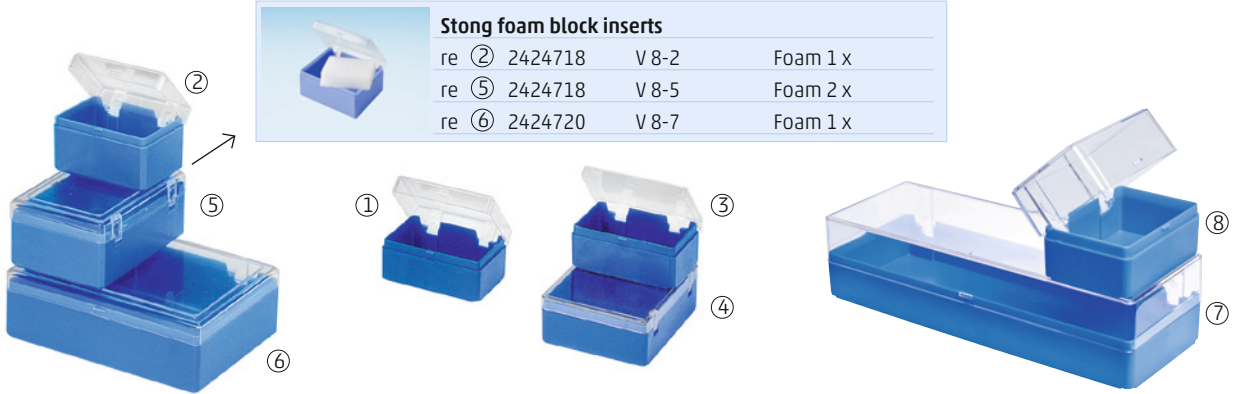 Stong foam block inserts
re ② 2424718 V 8-2 Foam 1 x
re ⑤ 2424718 V 8-5 Foam 2 x
re ⑥ 2424720 V 8-7 Foam 1 x
②
⑤
⑥
①
③
④
⑧
⑦